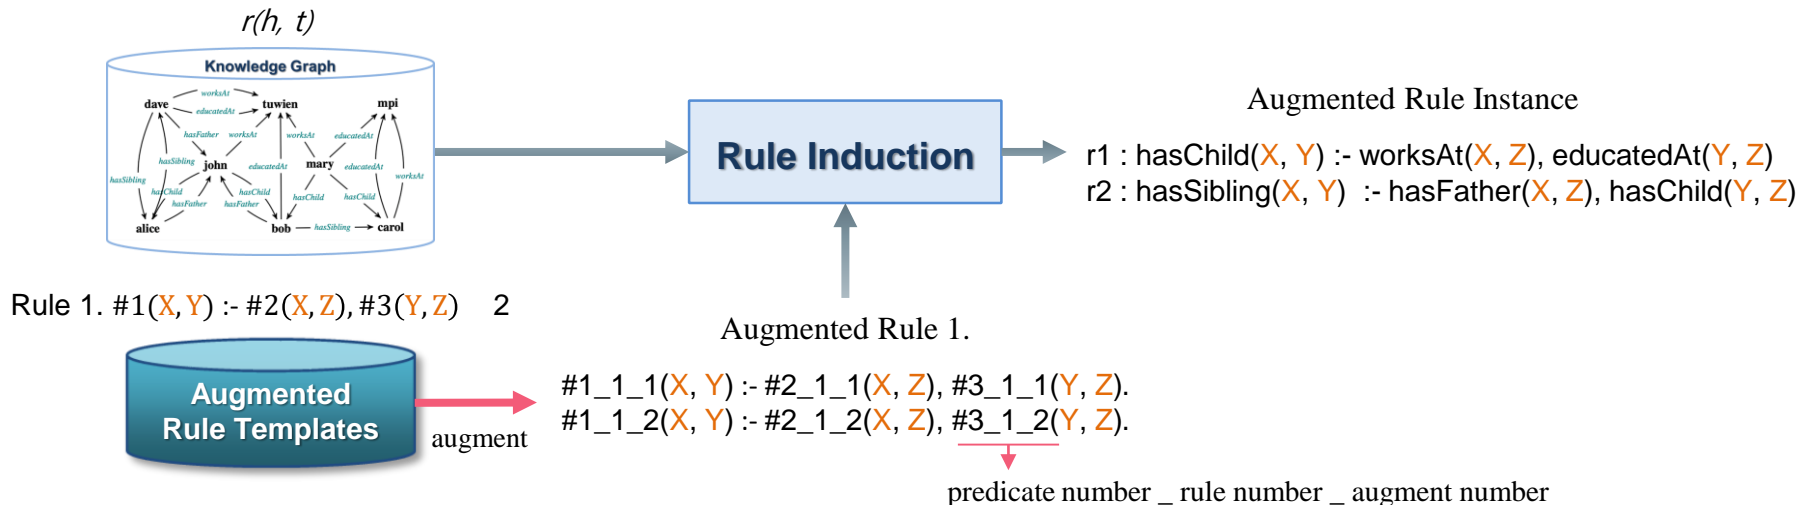 r(h, t)
Knowledge Graph
dave
worksAt
tuwien
mpi
educatedAt
hasFather
worksAt
worksAt
educatedAt
hasSibling
john
educatedAt
mary
educatedAt
hasSibling
hasChild
hasChild
hasChild
hasChild
worksAt
hasFather
hasFather
alice
bob
hasSibling
carol
Rule Induction
Augmented Rule Instance
r1 : hasChild(X, Y) :- worksAt(X, Z), educatedAt(Y, Z)
r2 : hasSibling(X, Y) :- hasFather(X, Z), hasChild(Y, Z)
Rule 1. #1(X, Y) :- #2(X, Z), #3(Y, Z) 2
Augmented
Rule Templates
augment
Augmented Rule 1.
#1_1_1(X, Y) :- #2_1_1(X, Z), #3_1_1(Y, Z).
#1_1_2(X, Y) :- #2_1_2(X, Z), #3_1_2(Y, Z).
predicate number _ rule number _ augment number